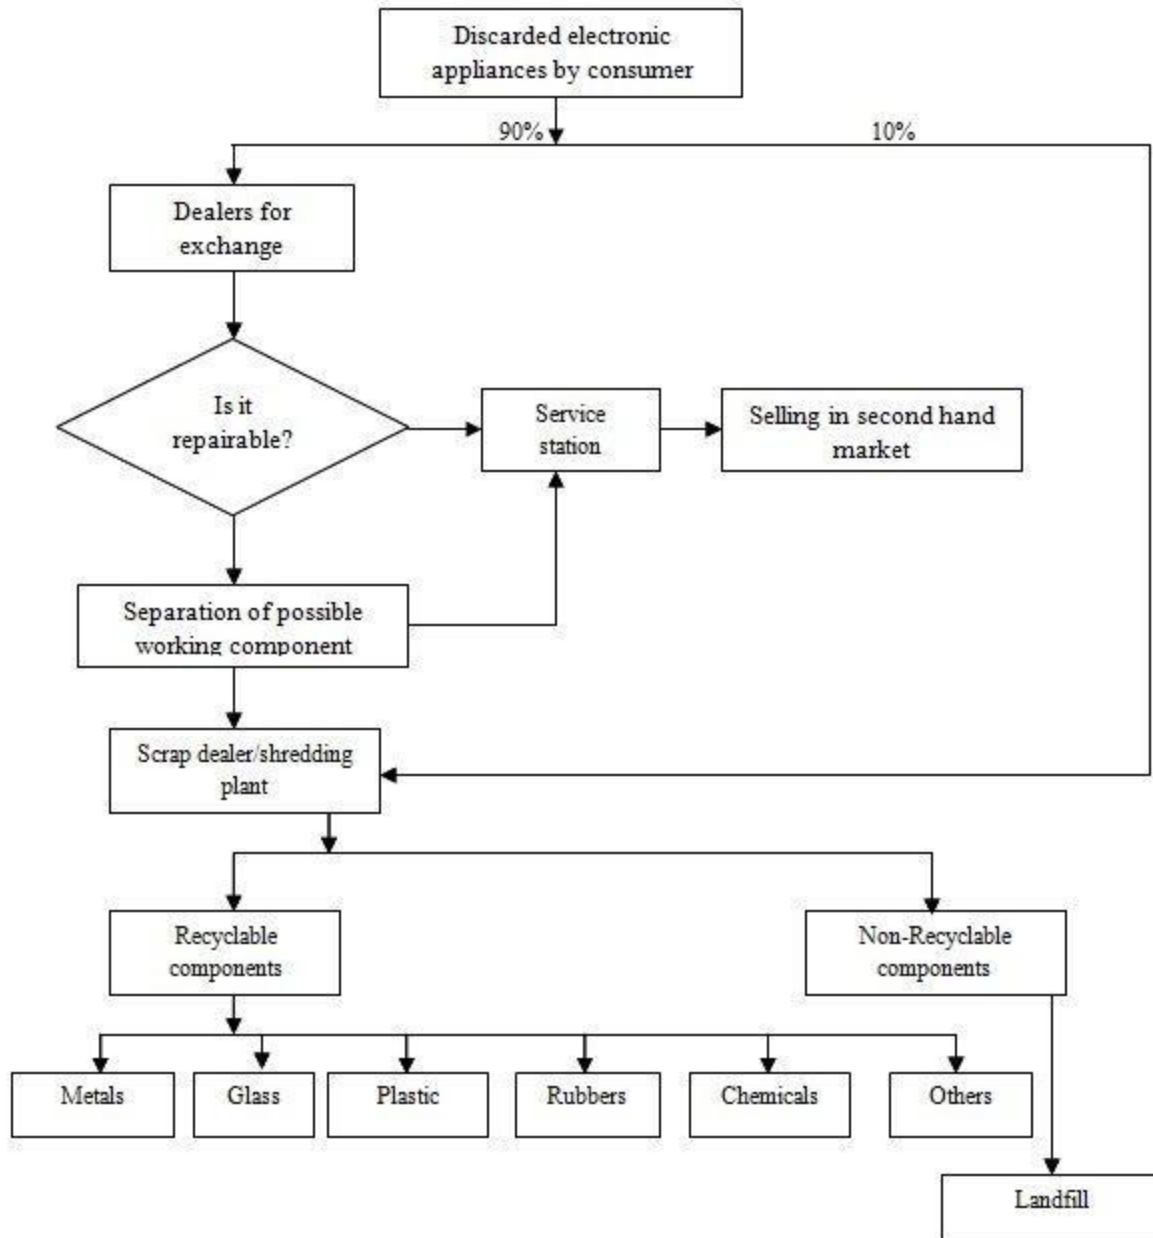 Discarded electronic
appliances by consumer
90%
10%
Dealers for
exchange
Is it
repairable?
Service
station
Selling in second hand
market
Separation of possible
working component
Scrap dealer/shredding
plant
Recyclable
components
Non-Recyclable
components
Metals
Glass
Plastic
Rubbers
Chemicals
Others
Landfill